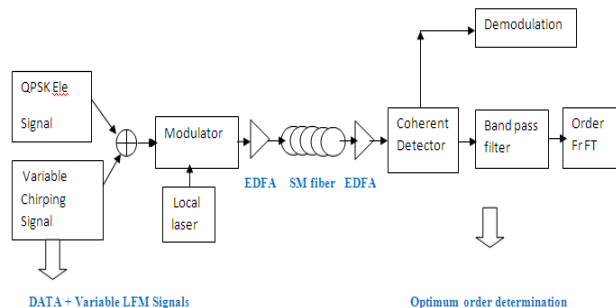 Demodulation
QPSK Ele
Signal
Modulator
Coherent
Detector
Band pass
filter
Order
Fr FT
Variable
Chirping
Signal
EDFA SM fiber EDFA
Local
laser
DATA + Variable LFM Signals
Optimum order determination